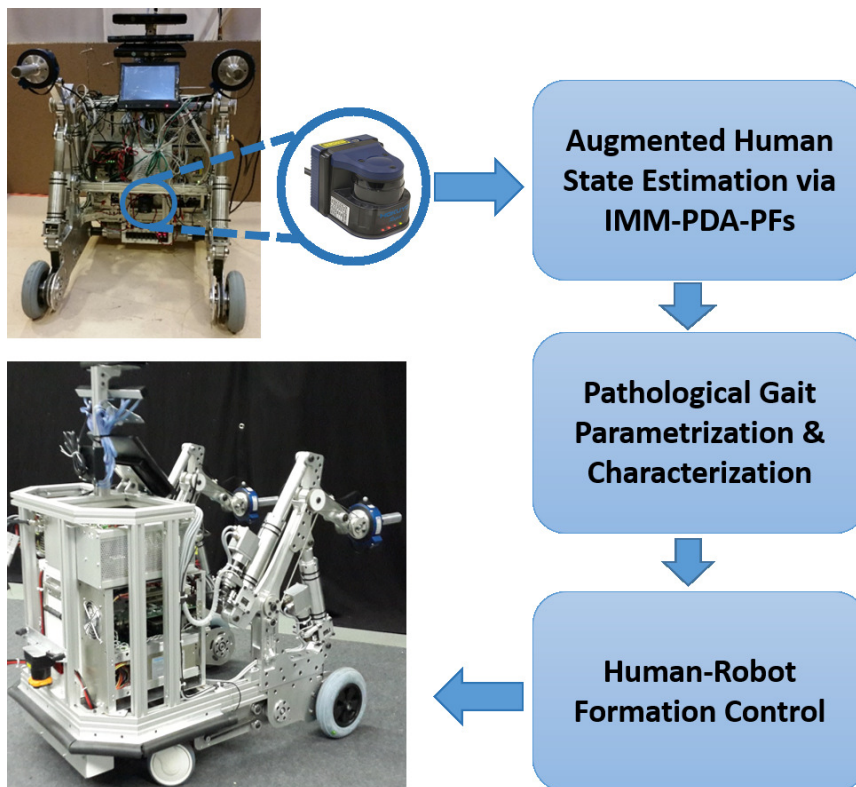 Augmented Human
State Estimation via
IMM-PDA-PFs
Pathological Gait
Parametrization &
Characterization
Human-Robot
Formation Control